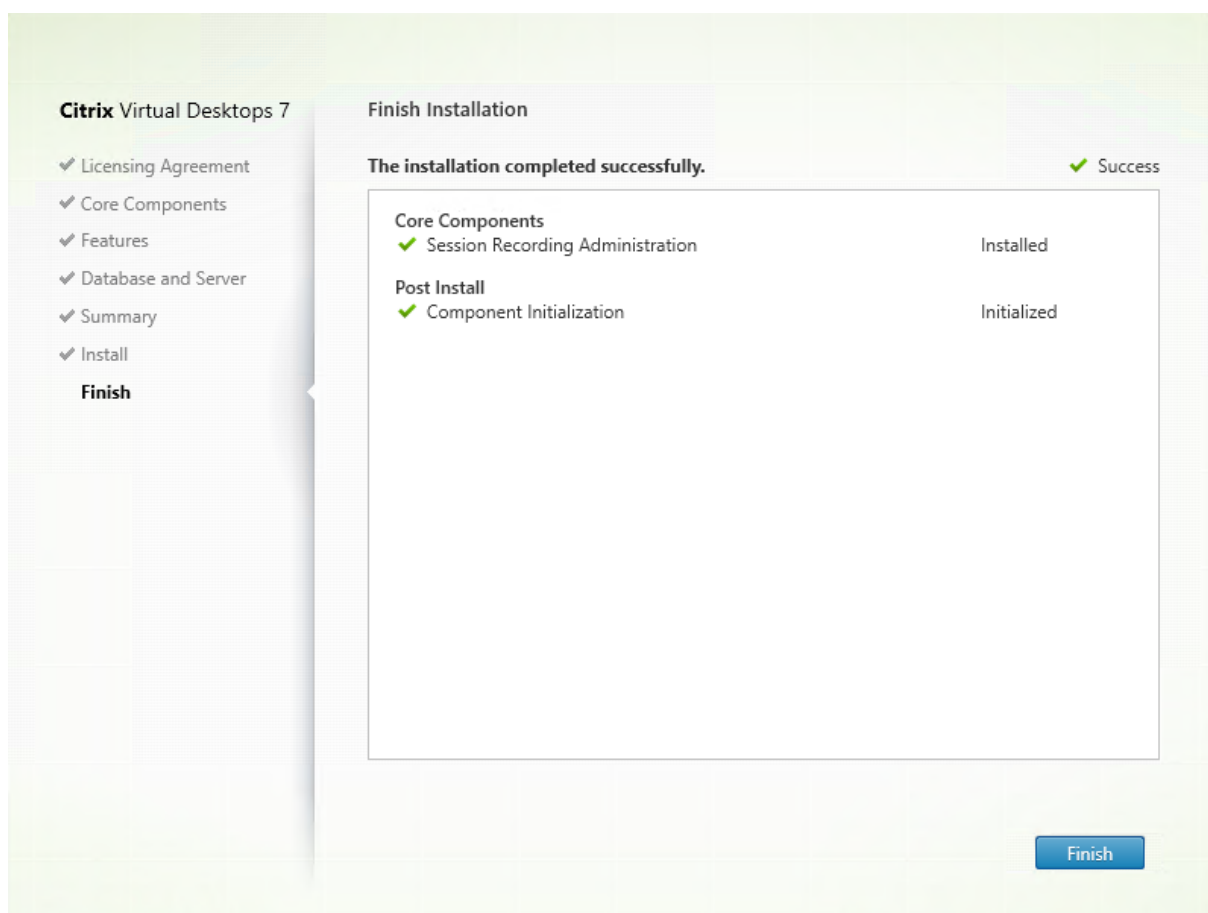 Citrix Virtual Desktops 7
Licensing Agreement
Core Components
Features
Database and Server
Summary
Install
Finish
Finish Installation
The installation completed successfully.
Success
Core Components
Session Recording Administration Installed
Post Install
Component Initialization Initialized
Finish